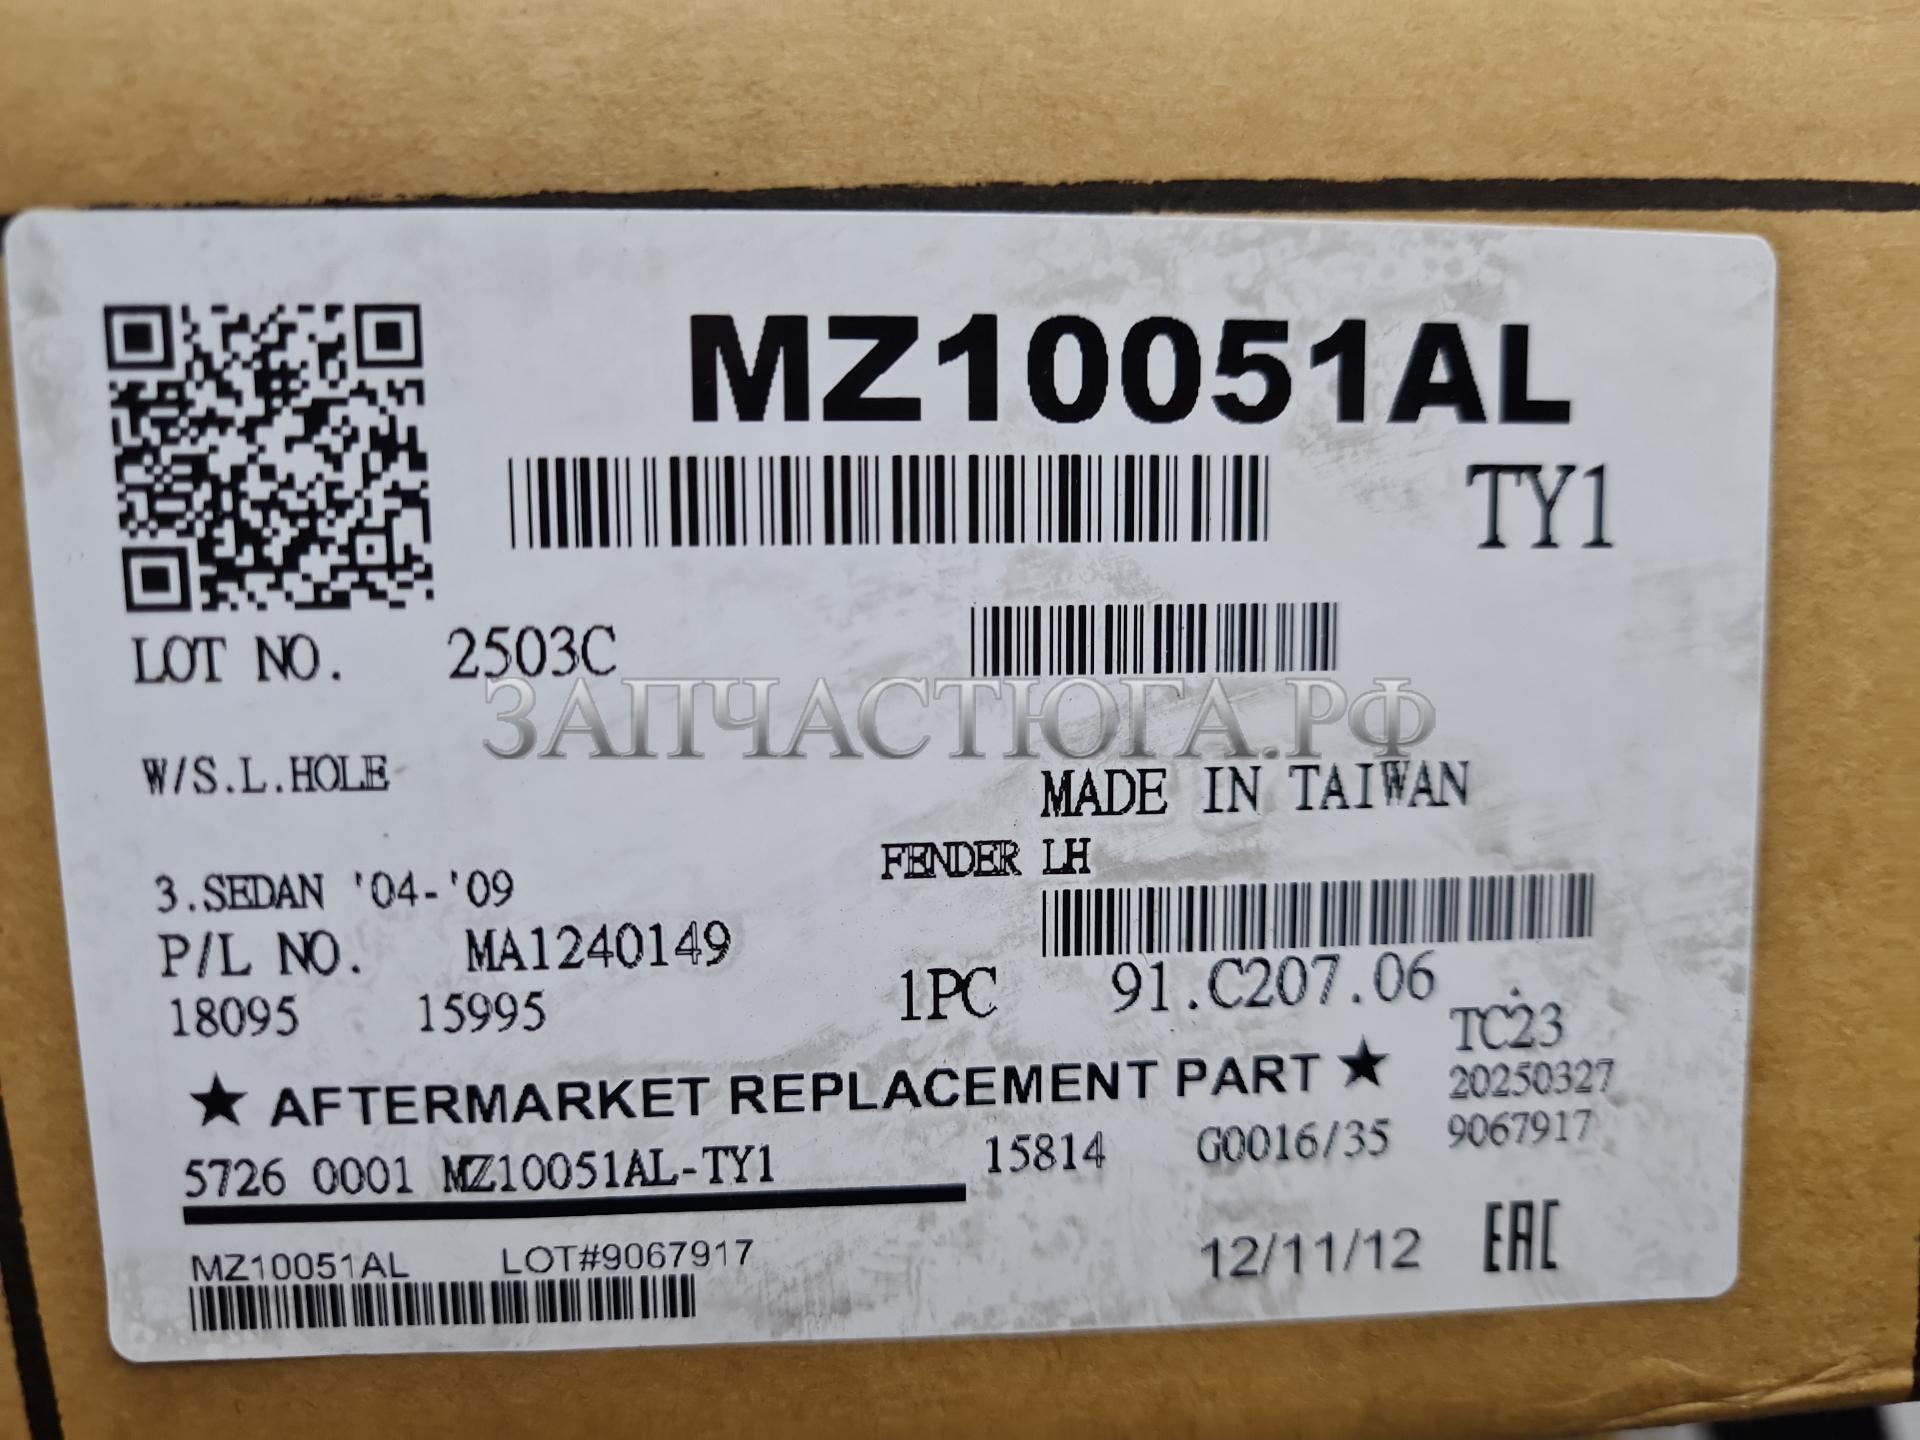 MZ10051AL
TY1
LOT NO. 2503C
ЗАПЧАСТЮГА.РФ
W/S.L.HOLE
MADE IN TAIWAN
FENDER LH
3.SEDAN '04-'09
P/L NO. MA1240149
18095 15995
1PC 91.C207.06
TC23
★ AFTERMARKET REPLACEMENT PART ★
20250327
5726 0001 MZ10051AL-TY1 15814 G0016/35 9067917
MZ10051AL LOT#9067917
12/11/12 EAC